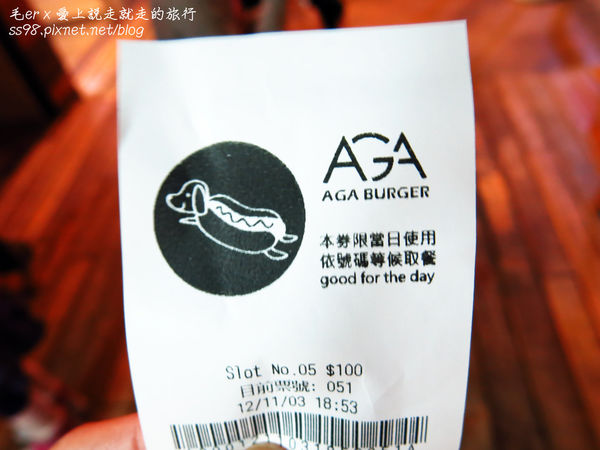 毛er x 愛上說走就走的旅行
ss98.pixnet.net/blog
AGA
AGA BURGER
本券限當日使用
依號碼等候取餐
good for the day
Slot No.05 $100
目前票號: 051
12/11/03 18:53